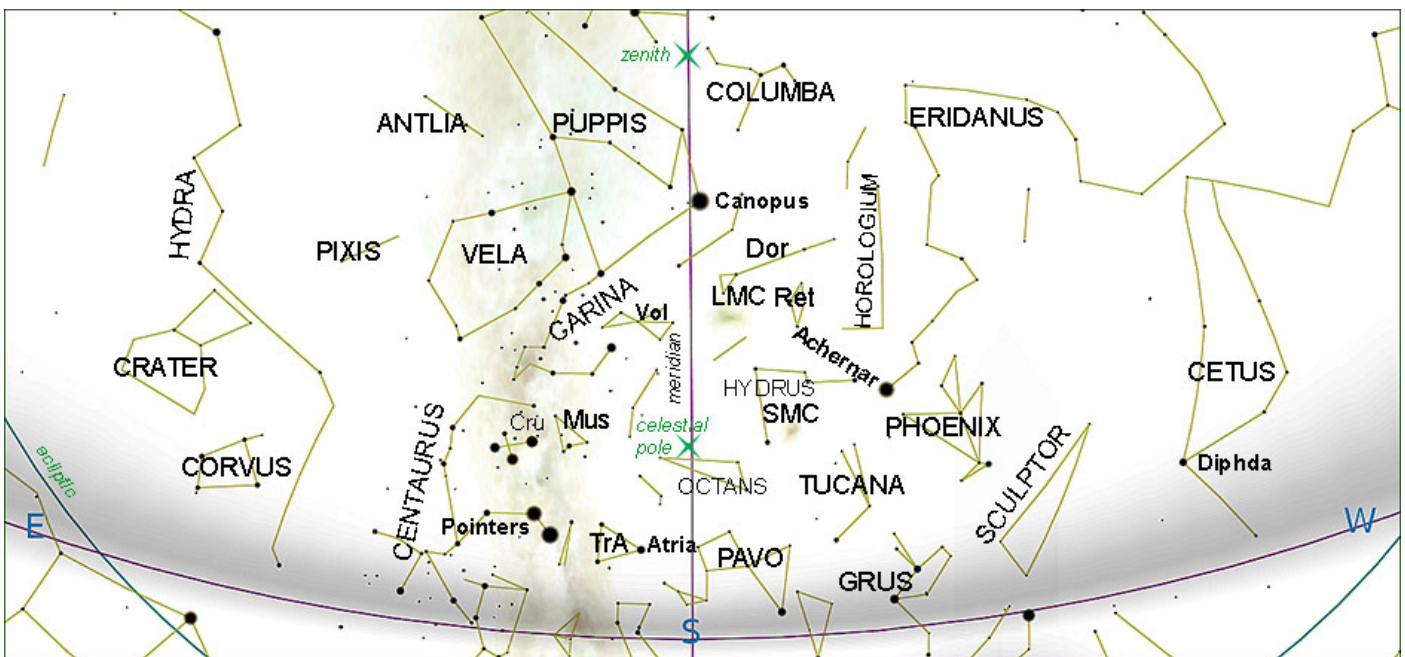 zenith
COLUMBA
ANTLIA
PUPPIS
ERIDANUS
HYDRA
Canopus
HOROLOGIUM
PIXIS
VELA
Dor
LMC
Ret
CARINA
Vol
meridian
Achernar
CRATER
HYDRUS
CETUS
Cru
Mus
SMC
celestial
pole
PHOENIX
CENTAURUS
CORVUS
ecliptic
OCTANS
TUCANA
SCULPTOR
Diphda
E
Pointers
W
TrA
Atria
PAVO
GRUS
S